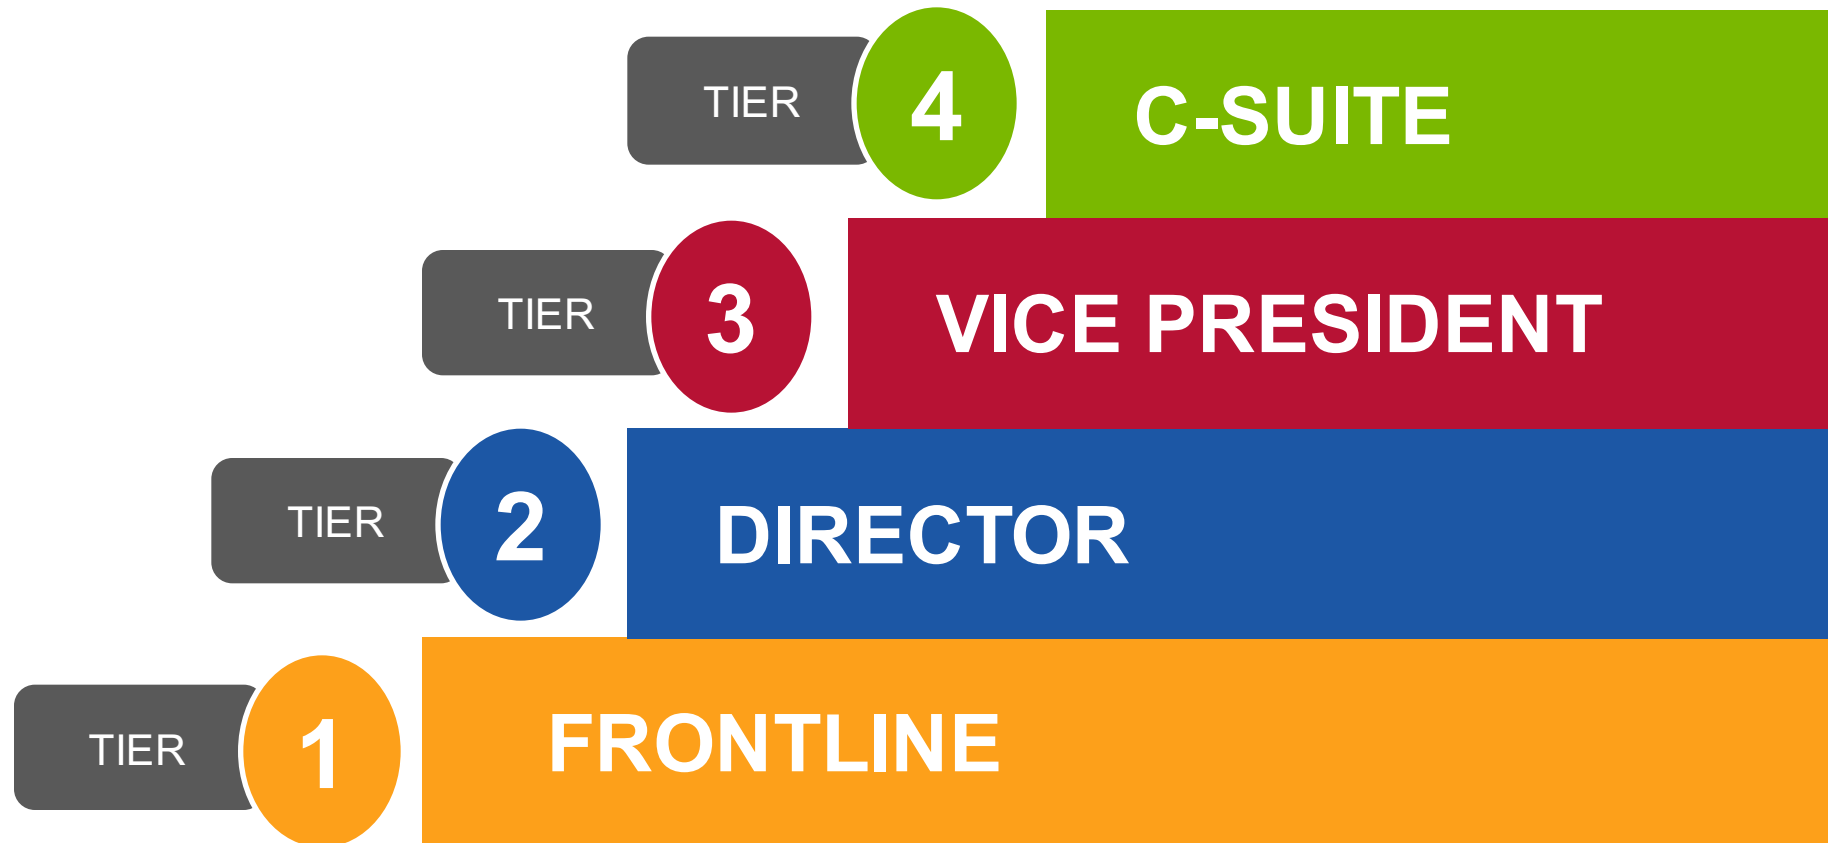 TIER 4 C-SUITE
TIER 3 VICE PRESIDENT
TIER 2 DIRECTOR
TIER 1 FRONTLINE